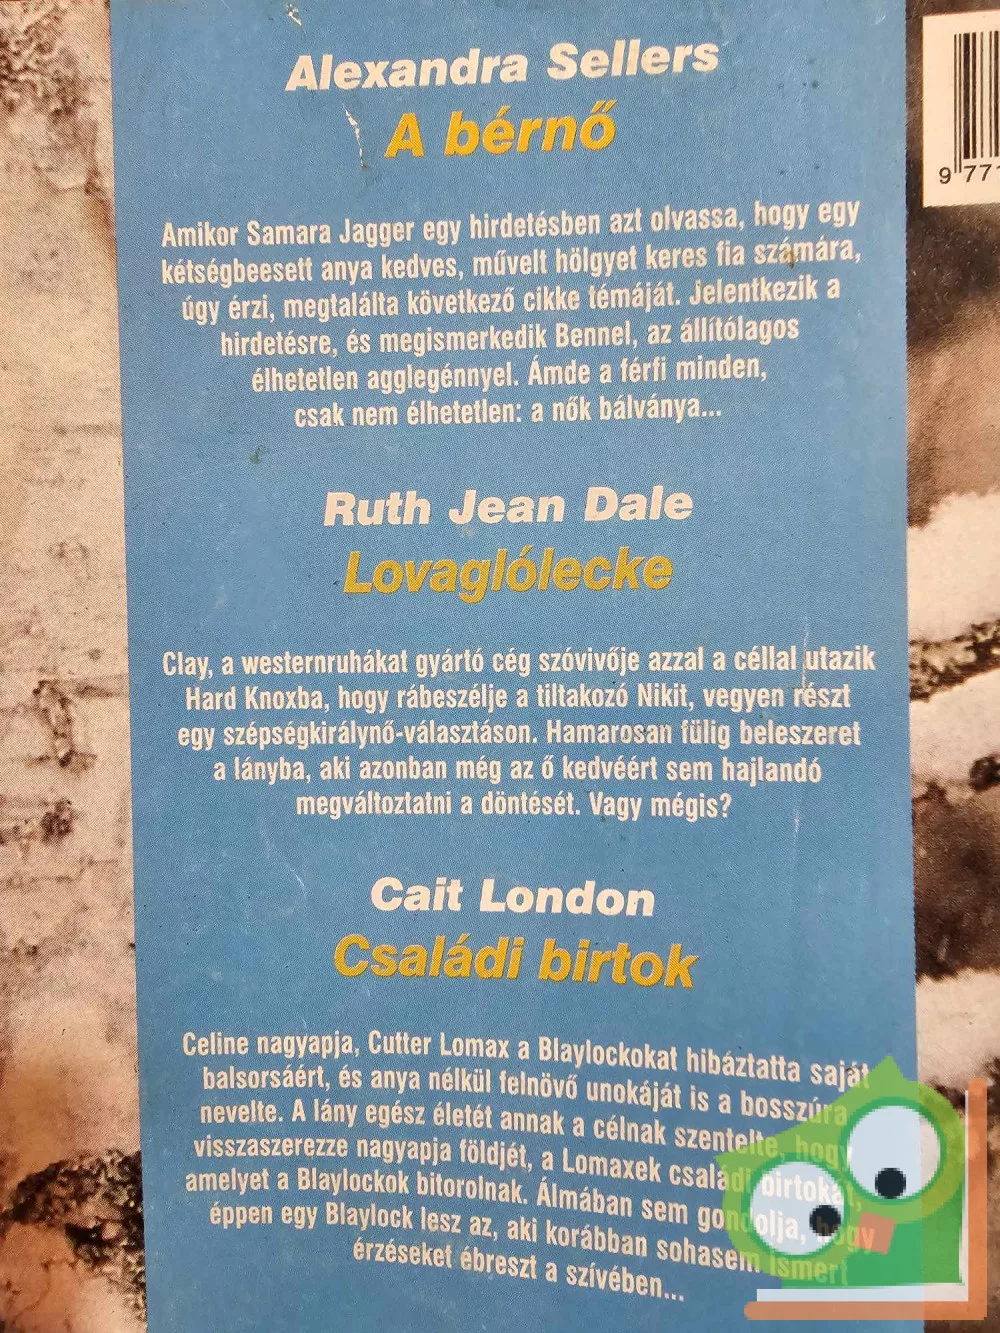 Alexandra Sellers
A bérnő
9 771
Amikor Samara Jagger egy hirdetésben azt olvassa, hogy egy
kétségbeesett anya kedves, művelt hölgyet keres fia számára,
úgy érzi, megtalálta következő cikke témáját. Jelentkezik a
hirdetésre, és megismerkedik Bennel, az állítólagos
élhetetlen agglegénnyel. Ámde a férfi minden,
csak nem élhetetlen: a nők bálványa...
Ruth Jean Dale
Lovaglólecke
Clay, a westernruhákat gyártó cég szóvivője azzal a céllal utazik
Hard Knoxba, hogy rábeszélje a tiltakozó Nikit, vegyen részt
egy szépségkirálynő-választáson. Hamarosan fülig beleszeret
a lányba, aki azonban még az ő kedvéért sem hajlandó
megváltoztatni a döntését. Vagy mégis?
Cait London
Családi birtok
Celine nagyapja, Cutter Lomax a Blaylockokat hibáztatta saját
balsorsáért, és anya nélkül felnövő unokáját is a bosszúra
nevelte. A lány egész életét annak a célnak szentelte, hogy
visszaszerezze nagyapja földjét, a Lomaxek családi birtokát,
amelyet a Blaylockok bitorolnak. Álmában sem gondolja, hogy
éppen egy Blaylock lesz az, aki korábban sohasem ismert
érzéseket ébreszt a szívében...